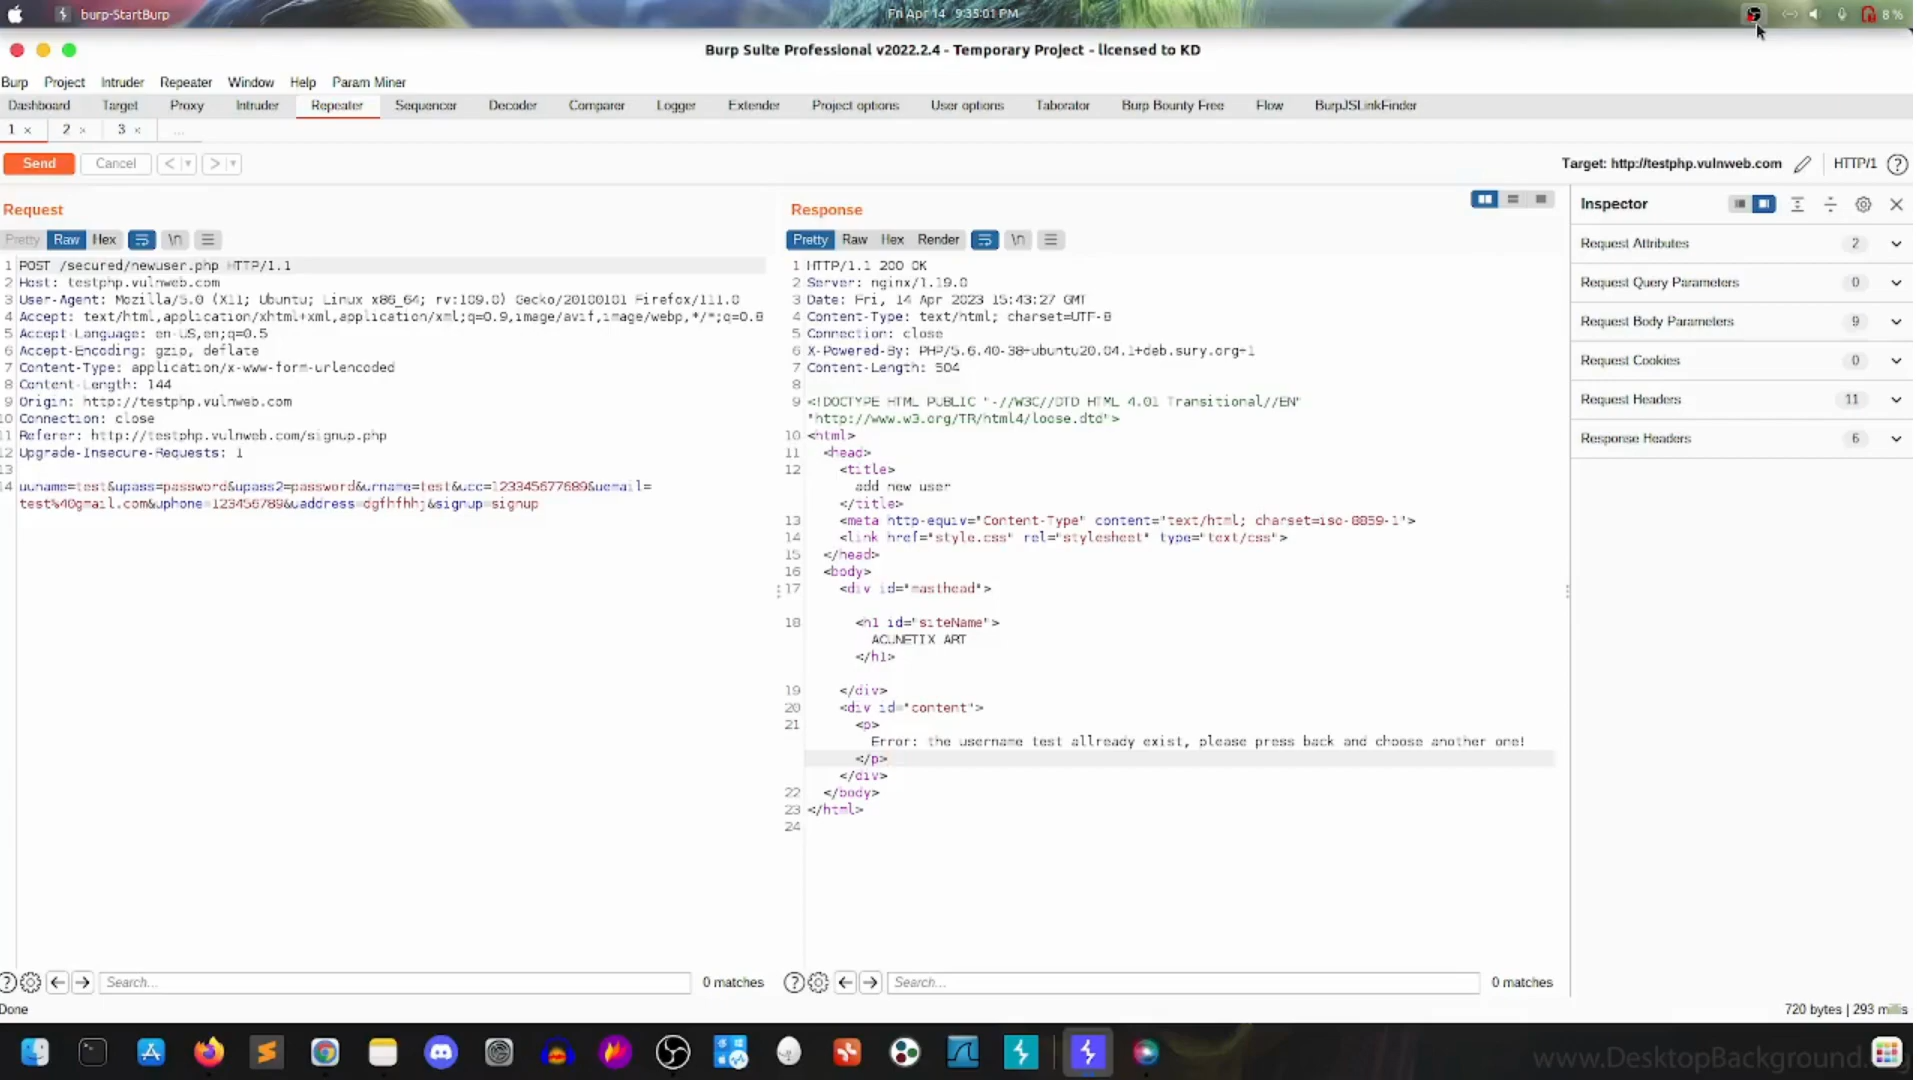 burp-StartBurp
Fri Apr 14 9:35:01 PM
8 %
Burp Suite Professional v2022.2.4 - Temporary Project - licensed to KD
Burp Project Intruder Repeater Window Help Param Miner
Dashboard Target Proxy Intruder Repeater Sequencer Decoder Comparer Logger Extender Project options User options Taborator Burp Bounty Free Flow BurpJSLinkFinder
1 × 2 × 3 × ...
Send Cancel < >
Target: http://testphp.vulnweb.com HTTP/1 ?
Request
Pretty Raw Hex \n
1 POST /secured/newuser.php HTTP/1.1
2 Host: testphp.vulnweb.com
3 User-Agent: Mozilla/5.0 (X11; Ubuntu; Linux x86_64; rv:109.0) Gecko/20100101 Firefox/111.0
4 Accept: text/html,application/xhtml+xml,application/xml;q=0.9,image/avif,image/webp,*/*;q=0.8
5 Accept-Language: en-US,en;q=0.5
6 Accept-Encoding: gzip, deflate
7 Content-Type: application/x-www-form-urlencoded
8 Content-Length: 144
9 Origin: http://testphp.vulnweb.com
10 Connection: close
11 Referer: http://testphp.vulnweb.com/signup.php
12 Upgrade-Insecure-Requests: 1
13
14 uuname=test&upass=password&upass2=password&urname=test&ucc=123345677689&uemail=
test%40gmail.com&uphone=123456789&uaddress=dgfhfhhj&signup=signup
Response
Pretty Raw Hex Render \n
1 HTTP/1.1 200 OK
2 Server: nginx/1.19.0
3 Date: Fri, 14 Apr 2023 15:43:27 GMT
4 Content-Type: text/html; charset=UTF-8
5 Connection: close
6 X-Powered-By: PHP/5.6.40-38+ubuntu20.04.1+deb.sury.org+1
7 Content-Length: 504
8
9 <!DOCTYPE HTML PUBLIC "-//W3C//DTD HTML 4.01 Transitional//EN"
"http://www.w3.org/TR/html4/loose.dtd">
10 <html>
11 <head>
12 <title>
add new user
</title>
13 <meta http-equiv="Content-Type" content="text/html; charset=iso-8859-1">
14 <link href="style.css" rel="stylesheet" type="text/css">
15 </head>
16 <body>
17 <div id="masthead">
18 <h1 id="siteName">
ACUNETIX ART
</h1>
19 </div>
20 <div id="content">
21 <p>
Error: the username test allready exist, please press back and choose another one!
</p>
</div>
22 </body>
23 </html>
24
Inspector
Request Attributes 2
Request Query Parameters 0
Request Body Parameters 9
Request Cookies 0
Request Headers 11
Response Headers 6
? Search... 0 matches
? Search... 0 matches
Done
720 bytes | 293 millis
www.DesktopBackground.